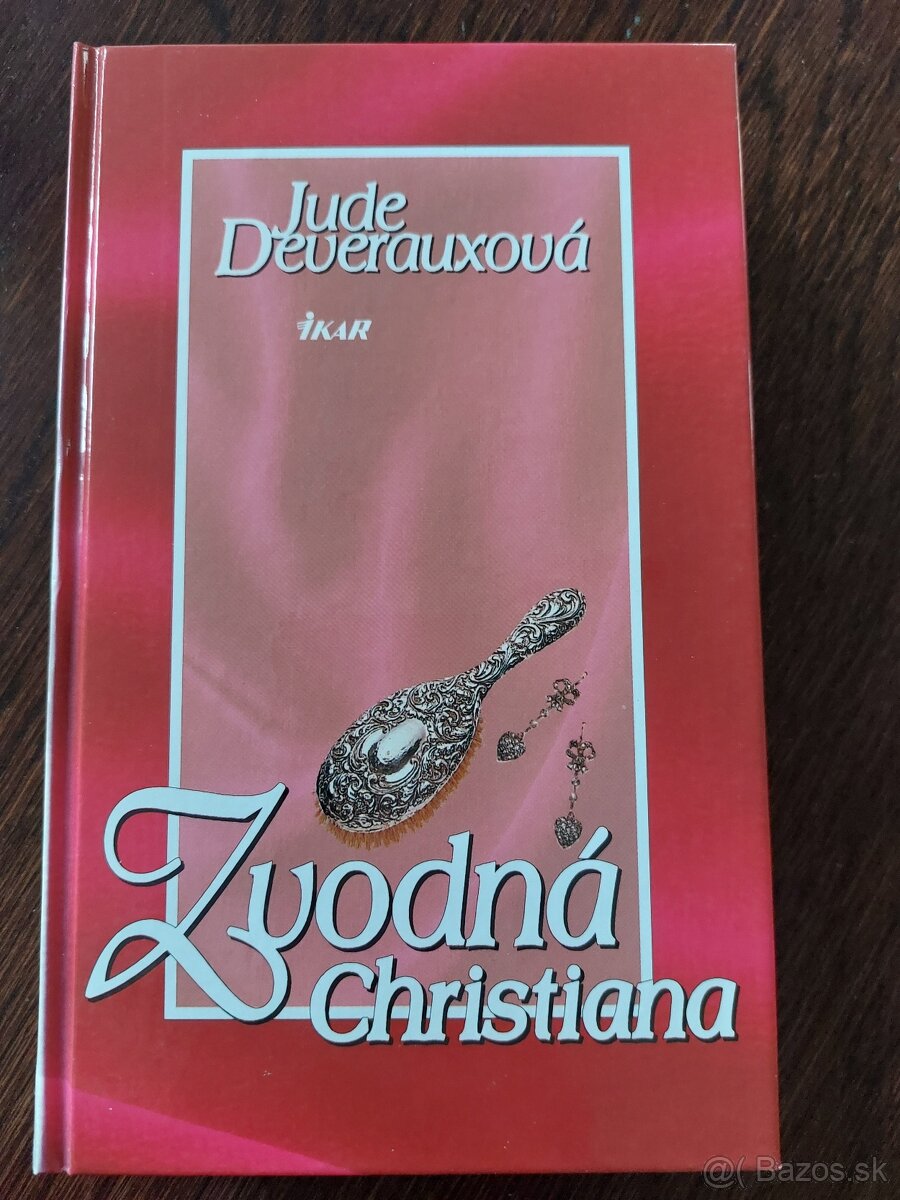 Jude
Deverauxová
iKAR
Zvodná
Christiana
@( Bazos.sk